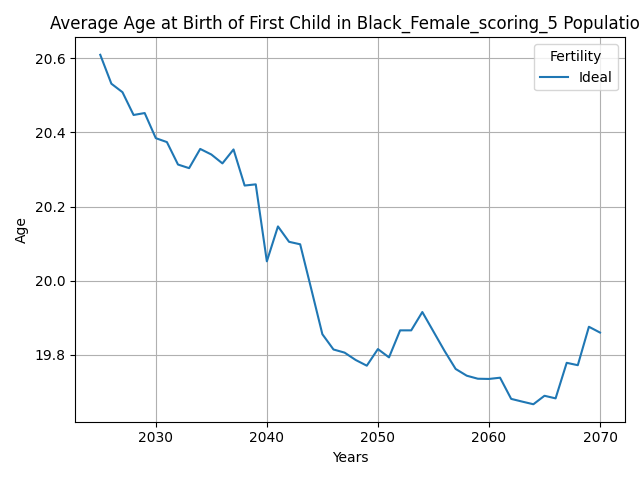 Average Age at Birth of First Child in Black_Female_scoring_5 Populatio
Fertility
Ideal
20.6
20.4
20.2
20.0
19.8
Age
2030 2040 2050 2060 2070
Years